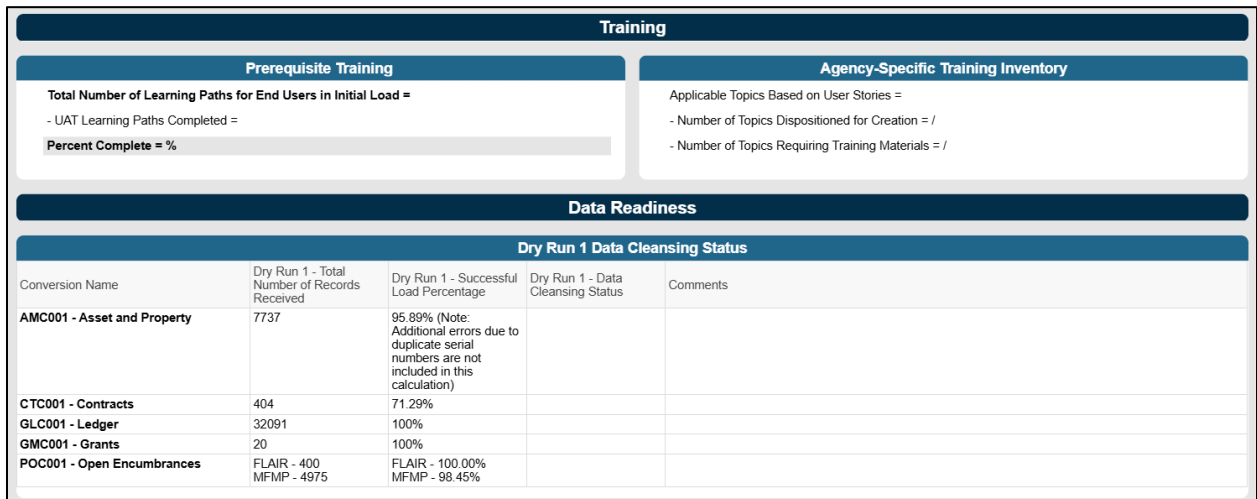 Training
Prerequisite Training
Total Number of Learning Paths for End Users in Initial Load =
- UAT Learning Paths Completed =
Percent Complete = %
Agency-Specific Training Inventory
Applicable Topics Based on User Stories =
- Number of Topics Dispositioned for Creation = /
- Number of Topics Requiring Training Materials = /
Data Readiness
Dry Run 1 Data Cleansing Status
Conversion Name
Dry Run 1 - Total
Number of Records
Received
Dry Run 1 - Successful
Load Percentage
Dry Run 1 - Data
Cleansing Status
Comments
AMC001 - Asset and Property
7737
95.89% (Note:
Additional errors due to
duplicate serial
numbers are not
included in this
calculation)
CTC001 - Contracts
404
71.29%
GLC001 - Ledger
32091
100%
GMC001 - Grants
20
100%
POC001 - Open Encumbrances
FLAIR - 400
MFMP - 4975
FLAIR - 100.00%
MFMP - 98.45%